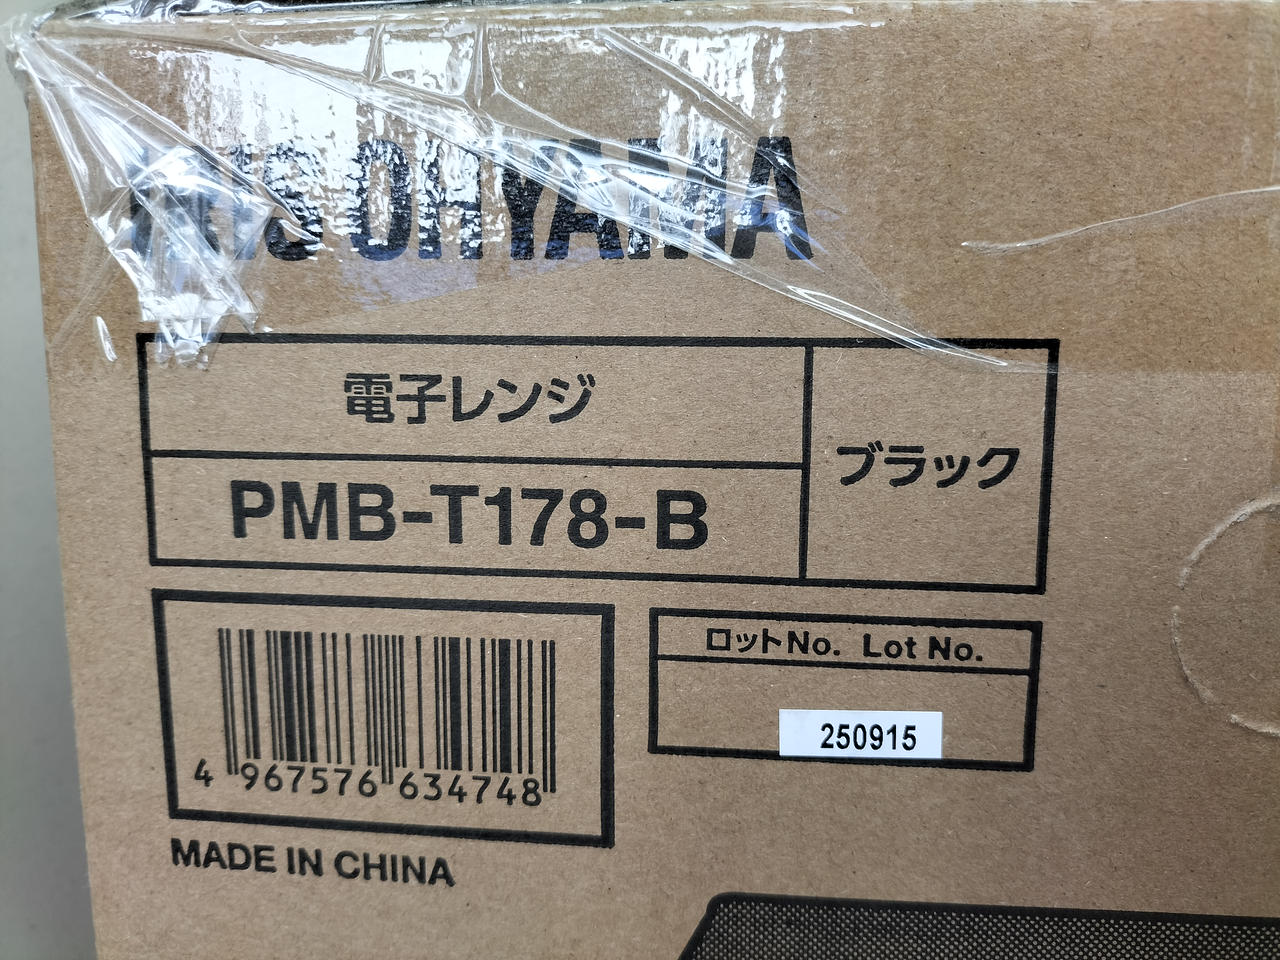 IRIS OHYAMA
電子レンジ
ブラック
PMB-T178-B
ロットNo. Lot No.
250915
4 967576 634748
MADE IN CHINA